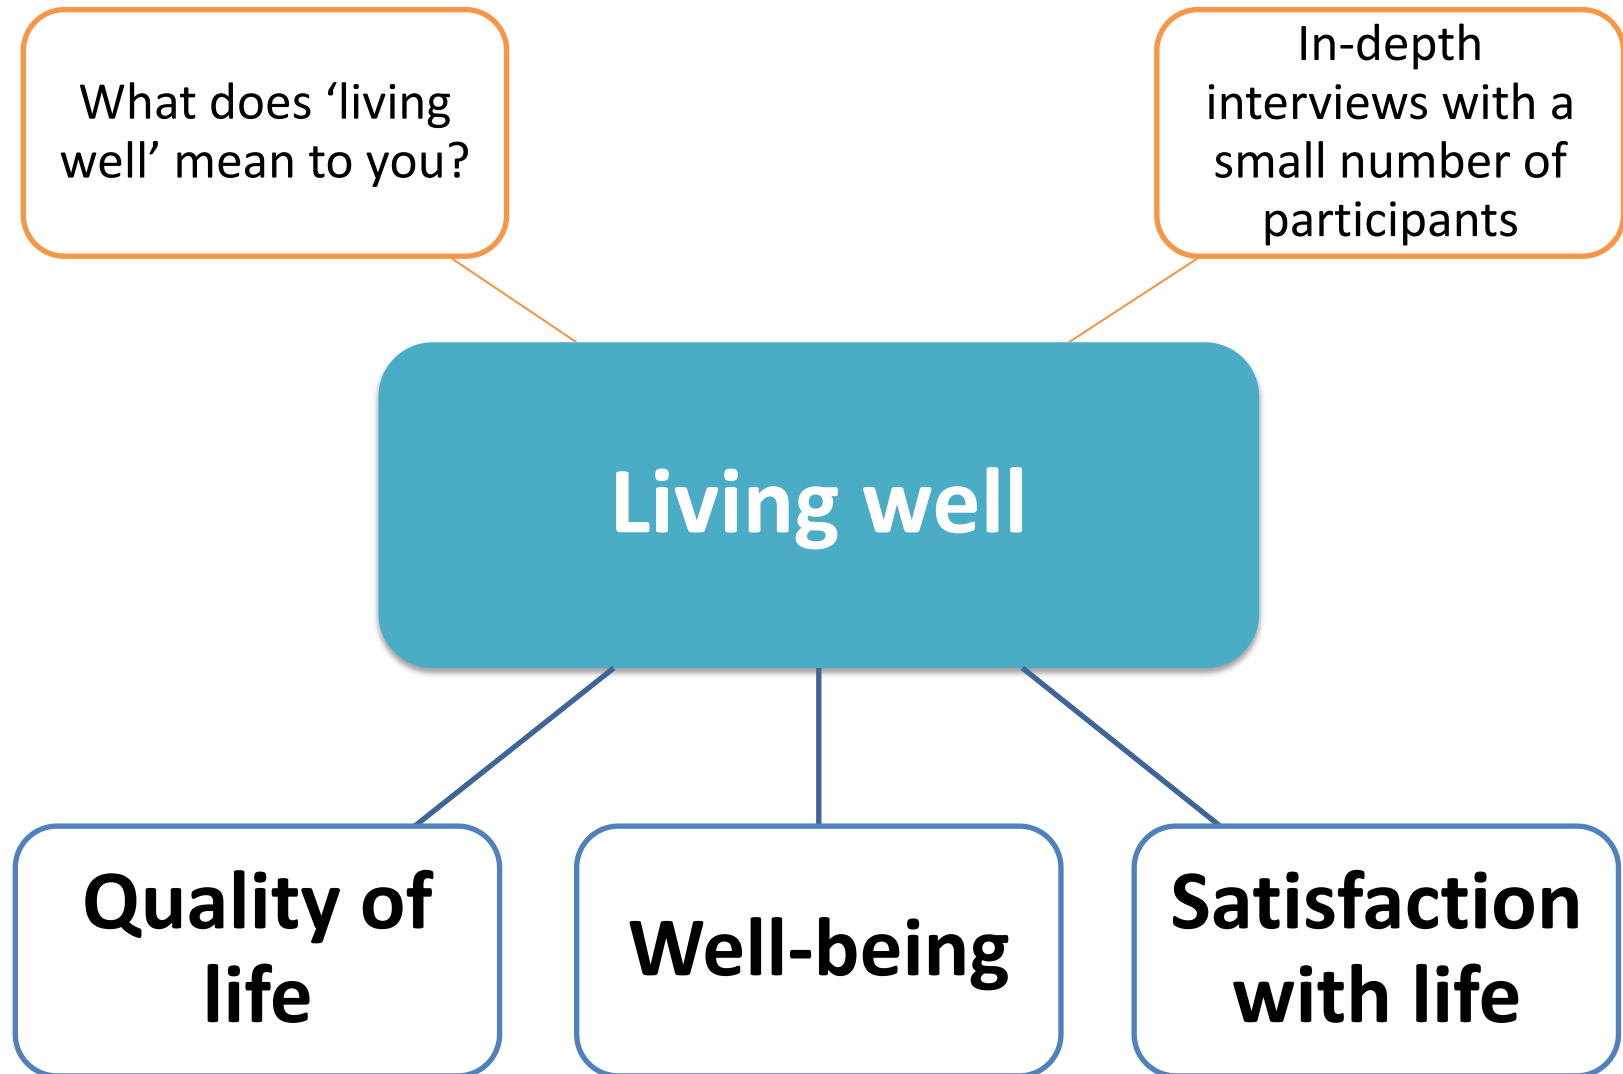 What does ‘living
well’ mean to you?
In-depth
interviews with a
small number of
participants
Living well
Quality of
life
Well-being
Satisfaction
with life